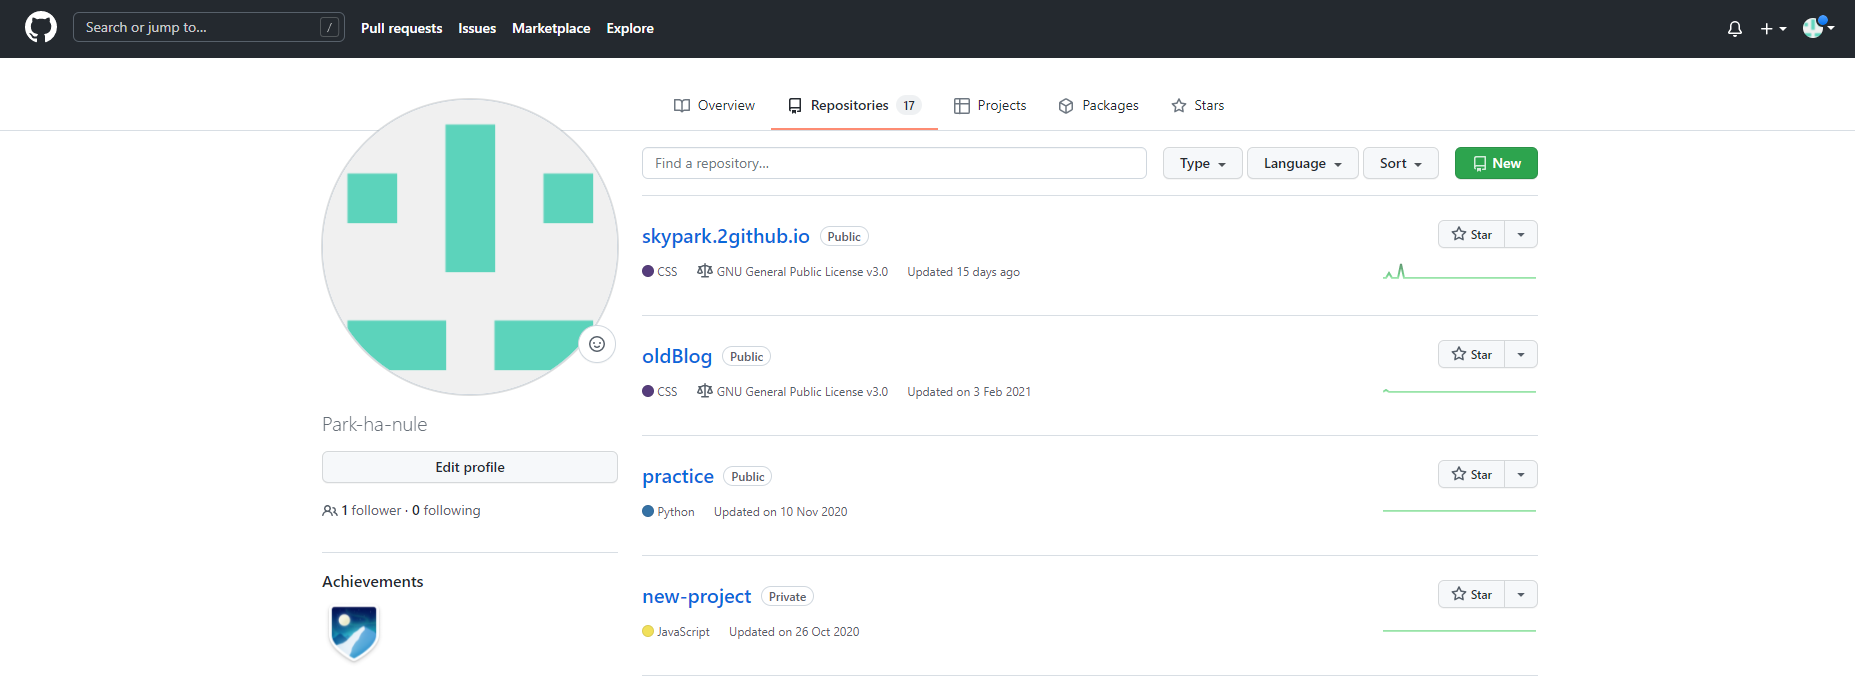 Search or jump to... / Pull requests Issues Marketplace Explore
Overview Repositories 17 Projects Packages Stars
Find a repository... Type Language Sort New
skypark.2github.io Public Star
CSS GNU General Public License v3.0 Updated 15 days ago
oldBlog Public Star
CSS GNU General Public License v3.0 Updated on 3 Feb 2021
Park-ha-nule
Edit profile
practice Public Star
1 follower · 0 following
Python Updated on 10 Nov 2020
Achievements
new-project Private Star
JavaScript Updated on 26 Oct 2020